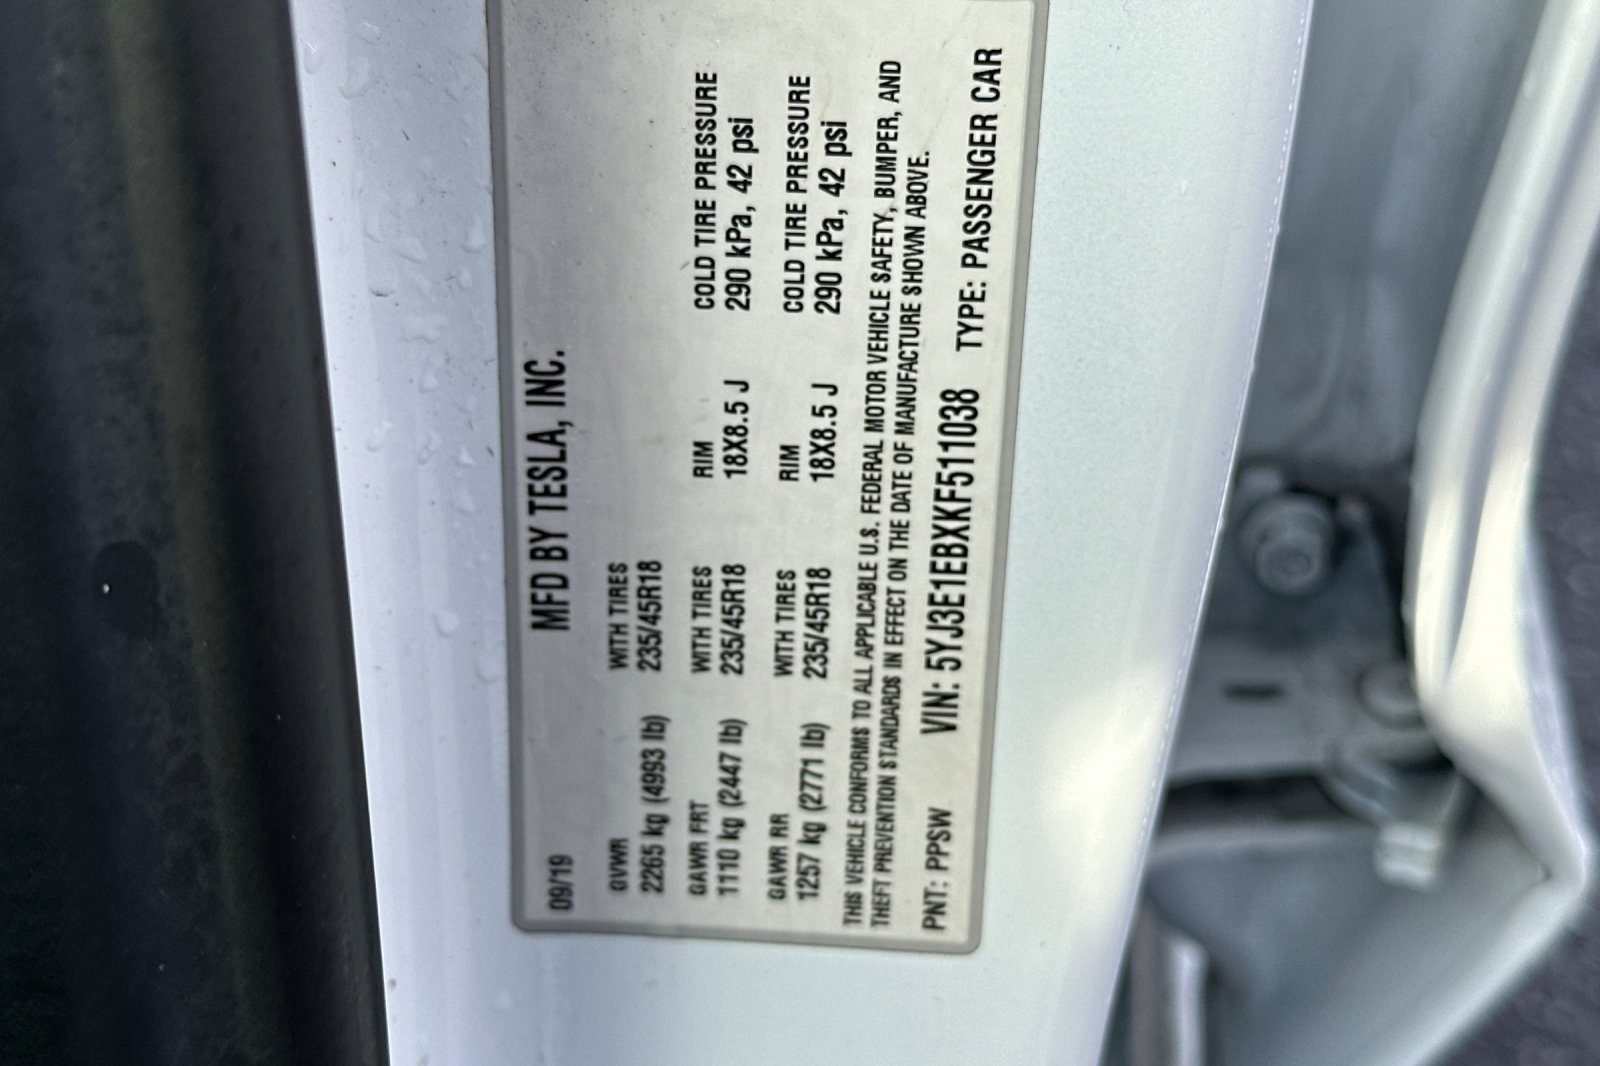 MFD BY TESLA, INC.
09/19
GVWR WITH TIRES
2265 kg (4993 lb) 235/45R18
GAWR FRT WITH TIRES RIM COLD TIRE PRESSURE
1110 kg (2447 lb) 235/45R18 18X8.5 J 290 kPa, 42 psi
GAWR RR WITH TIRES RIM COLD TIRE PRESSURE
1257 kg (2771 lb) 235/45R18 18X8.5 J 290 kPa, 42 psi
THIS VEHICLE CONFORMS TO ALL APPLICABLE U.S. FEDERAL MOTOR VEHICLE SAFETY, BUMPER, AND
THEFT PREVENTION STANDARDS IN EFFECT ON THE DATE OF MANUFACTURE SHOWN ABOVE.
PNT: PPSW VIN: 5YJ3E1EBXKF511038 TYPE: PASSENGER CAR